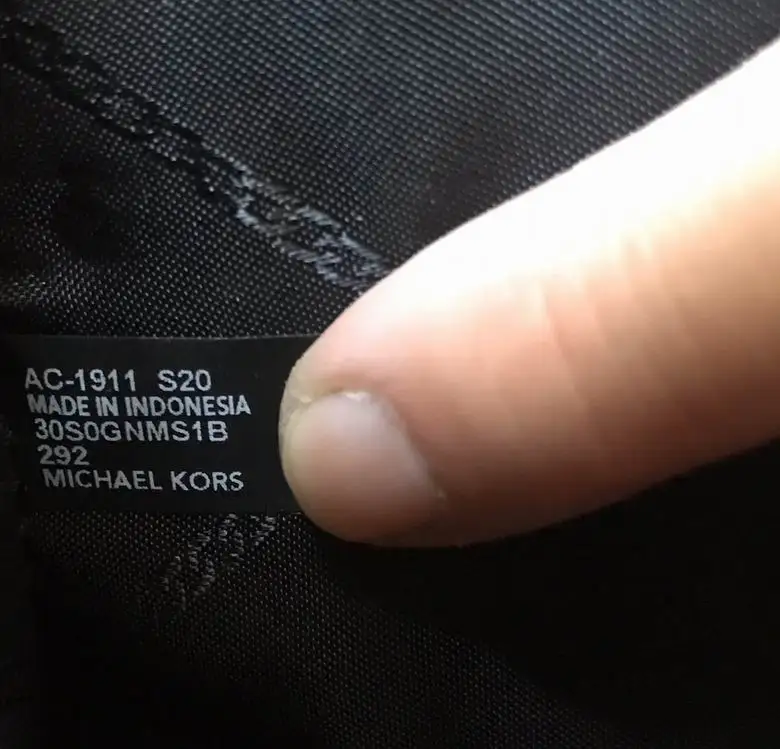 AC-1911 S20
MADE IN INDONESIA
30S0GNMS1B
292
MICHAEL KORS